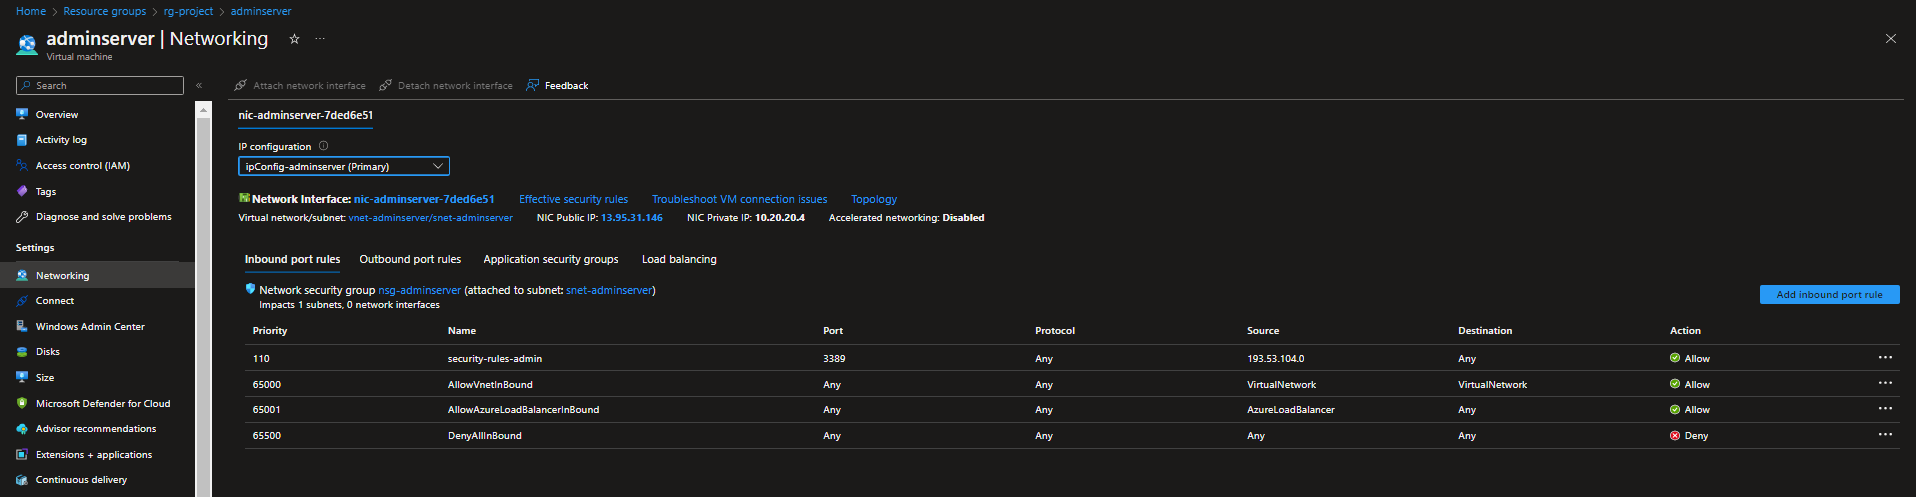 Home > Resource groups > rg-project > adminserver
adminserver | Networking ☆ ···
Virtual machine
Search «
Attach network interface Detach network interface Feedback
Overview
Activity log
Access control (IAM)
Tags
Diagnose and solve problems
Settings
Networking
Connect
Windows Admin Center
Disks
Size
Microsoft Defender for Cloud
Advisor recommendations
Extensions + applications
Continuous delivery
nic-adminserver-7ded6e51
IP configuration
ipConfig-adminserver (Primary)
Network Interface: nic-adminserver-7ded6e51 Effective security rules Troubleshoot VM connection issues Topology
Virtual network/subnet: vnet-adminserver/snet-adminserver NIC Public IP: 13.95.31.146 NIC Private IP: 10.20.20.4 Accelerated networking: Disabled
Inbound port rules Outbound port rules Application security groups Load balancing
Network security group nsg-adminserver (attached to subnet: snet-adminserver)
Impacts 1 subnets, 0 network interfaces
Add inbound port rule
Priority Name Port Protocol Source Destination Action
110 security-rules-admin 3389 Any 193.53.104.0 Any Allow ···
65000 AllowVnetInBound Any Any VirtualNetwork VirtualNetwork Allow ···
65001 AllowAzureLoadBalancerInBound Any Any AzureLoadBalancer Any Allow ···
65500 DenyAllInBound Any Any Any Any Deny ···